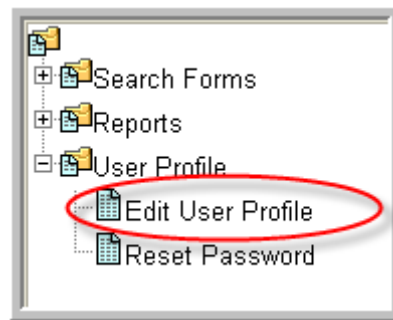 Search Forms
Reports
User Profile
Edit User Profile
Reset Password